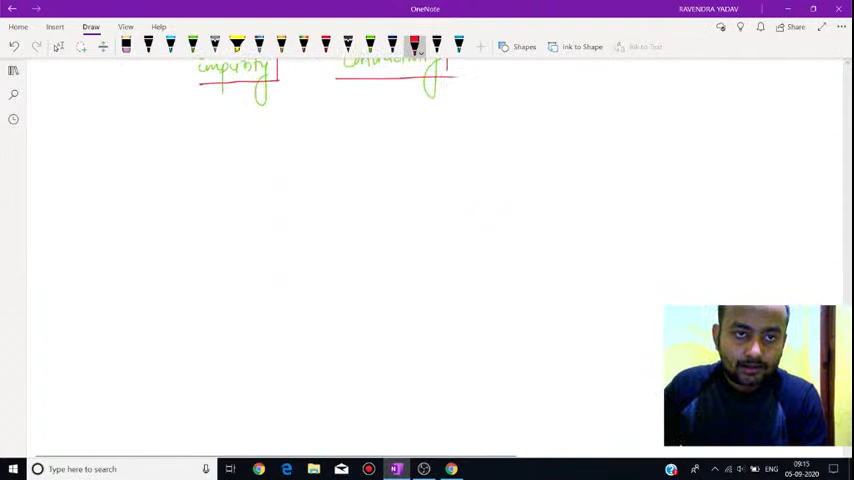 OneNote
RAVENDRA YADAV
Home Insert Draw View Help
Share
Shapes Ink to Shape Ink to Text
impurity
Type here to search
ENG
09:15
05-09-2020